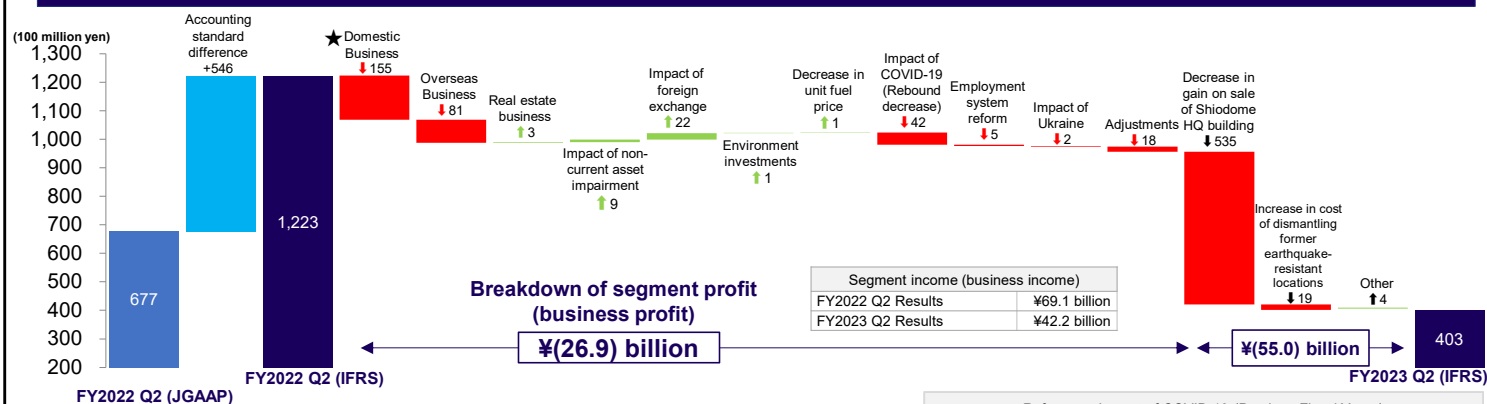 (100 million yen)
1,300
1,200
1,100
1,000
900
800
700
600
500
400
300
200
677
FY2022 Q2 (JGAAP)
Accounting
standard
difference
+546
1,223
FY2022 Q2 (IFRS)
★ Domestic
Business
⬇155
Overseas
Business
⬇81
Real estate
business
⬆3
Impact of non-
current asset
impairment
⬆9
Impact of
foreign
exchange
⬆22
Environment
investments
⬆1
Decrease in
unit fuel
price
⬆1
Impact of
COVID-19
(Rebound
decrease)
⬇42
Employment
system
reform
⬇5
Impact of
Ukraine
⬇2
Adjustments
⬇18
Decrease in
gain on sale
of Shiodome
HQ building
⬇535
Increase in cost
of dismantling
former
earthquake-
resistant
locations
⬇19
Other
⬆4
403
FY2023 Q2 (IFRS)
Breakdown of segment profit
(business profit)
¥(26.9) billion
Segment income (business income)
FY2022 Q2 Results ¥69.1 billion
FY2023 Q2 Results ¥42.2 billion
¥(55.0) billion